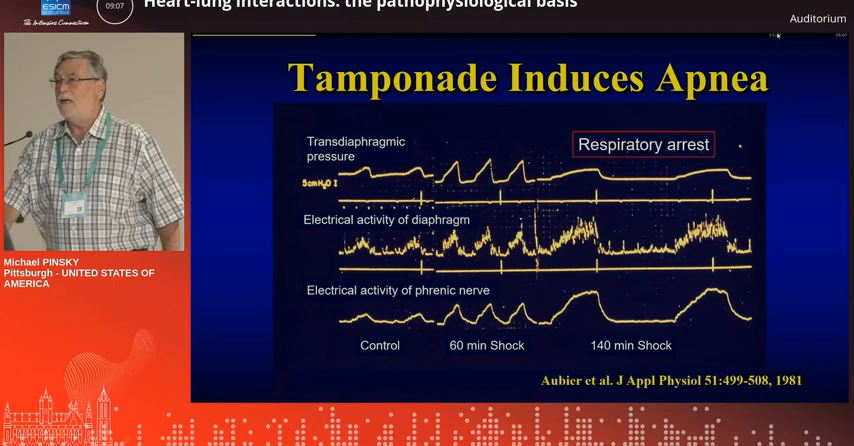 ESICM
The Intensive Connection
09:07
Heart-lung interactions: the pathophysiological basis
Auditorium
Tamponade Induces Apnea
Transdiaphragmic
pressure
Respiratory arrest
5cmH2O I
Electrical activity of diaphragm
Electrical activity of phrenic nerve
Control
60 min Shock
140 min Shock
Aubier et al. J Appl Physiol 51:499-508, 1981
Michael PINSKY
Pittsburgh - UNITED STATES OF
AMERICA